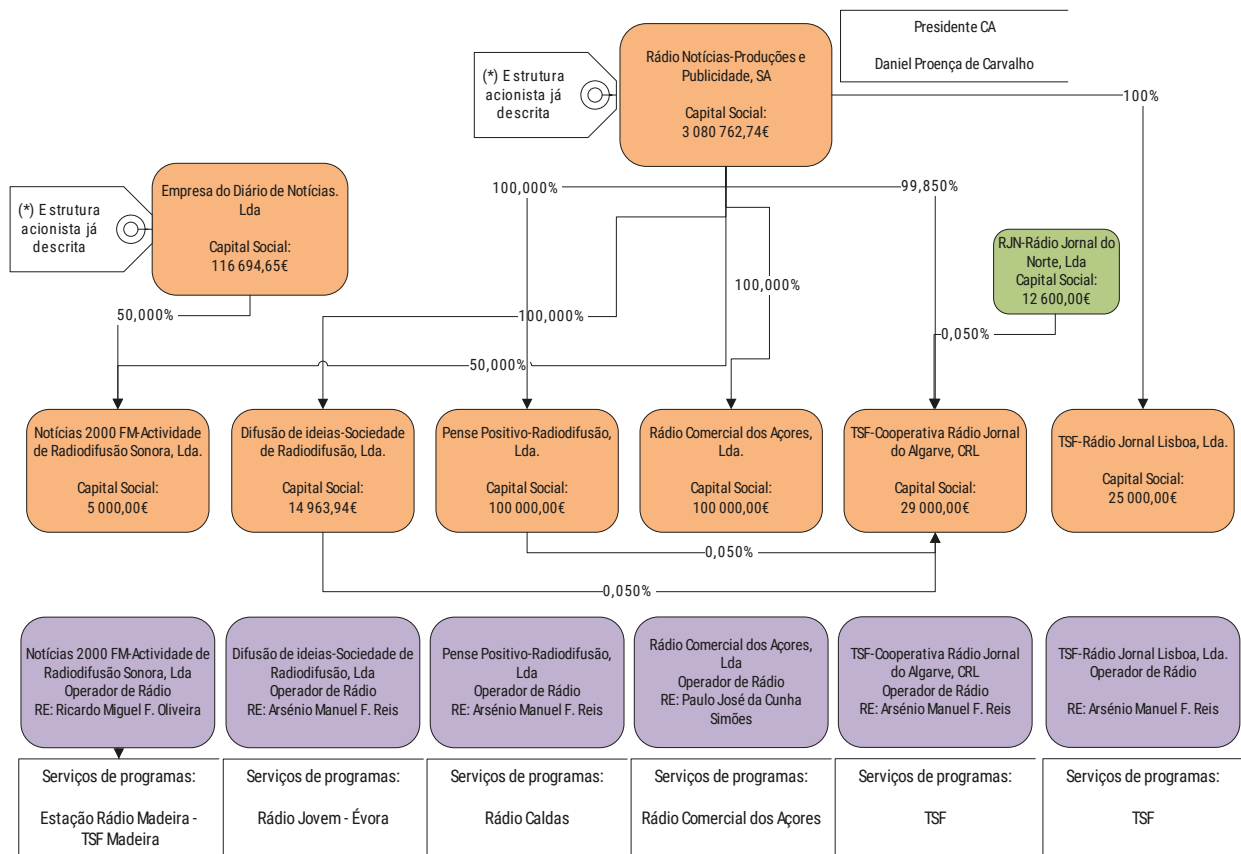 Presidente CA
Daniel Proença de Carvalho
(*) Estrutura
acionista já
descrita
Rádio Notícias-Produções e
Publicidade, SA
Capital Social:
3 080 762,74€
100%
(*) Estrutura
acionista já
descrita
Empresa do Diário de Notícias.
Lda
Capital Social:
116 694,65€
100,000%
99,850%
RJN-Rádio Jornal do
Norte, Lda
Capital Social:
12 600,00€
100,000%
50,000%
100,000%
0,050%
50,000%
Notícias 2000 FM-Actividade
de Radiodifusão Sonora, Lda.
Capital Social:
5 000,00€
Difusão de ideias-Sociedade
de Radiodifusão, Lda.
Capital Social:
14 963,94€
Pense Positivo-Radiodifusão,
Lda.
Capital Social:
100 000,00€
Rádio Comercial dos Açores,
Lda.
Capital Social:
100 000,00€
TSF-Cooperativa Rádio Jornal
do Algarve, CRL
Capital Social:
29 000,00€
TSF-Rádio Jornal Lisboa, Lda.
Capital Social:
25 000,00€
0,050%
0,050%
Notícias 2000 FM-Actividade de
Radiodifusão Sonora, Lda
Operador de Rádio
RE: Ricardo Miguel F. Oliveira
Difusão de ideias-Sociedade de
Radiodifusão, Lda
Operador de Rádio
RE: Arsénio Manuel F. Reis
Pense Positivo-Radiodifusão,
Lda
Operador de Rádio
RE: Arsénio Manuel F. Reis
Rádio Comercial dos Açores,
Lda
Operador de Rádio
RE: Paulo José da Cunha
Simões
TSF-Cooperativa Rádio Jornal
do Algarve, CRL
Operador de Rádio
RE: Arsénio Manuel F. Reis
TSF-Rádio Jornal Lisboa, Lda.
Operador de Rádio
RE: Arsénio Manuel F. Reis
Serviços de programas:
Estação Rádio Madeira -
TSF Madeira
Serviços de programas:
Rádio Jovem - Évora
Serviços de programas:
Rádio Caldas
Serviços de programas:
Rádio Comercial dos Açores
Serviços de programas:
TSF
Serviços de programas:
TSF